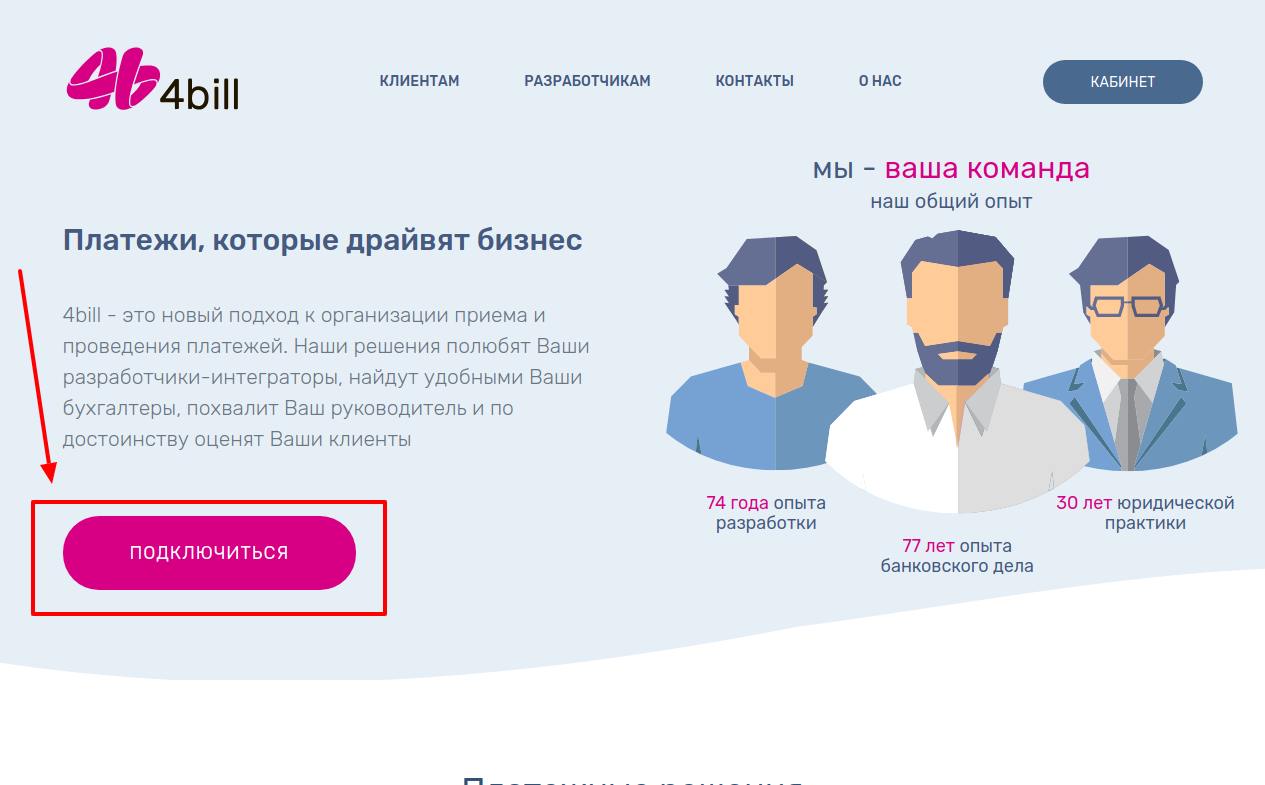 4bill
КЛИЕНТАМ
РАЗРАБОТЧИКАМ
КОНТАКТЫ
О НАС
КАБИНЕТ
Платежи, которые драйвят бизнес
4bill - это новый подход к организации приема и
проведения платежей. Наши решения полюбят Ваши
разработчики-интеграторы, найдут удобными Ваши
бухгалтеры, похвалит Ваш руководитель и по
достоинству оценят Ваши клиенты
ПОДКЛЮЧИТЬСЯ
мы - ваша команда
наш общий опыт
74 года опыта
разработки
77 лет опыта
банковского дела
30 лет юридической
практики
Платежные решения